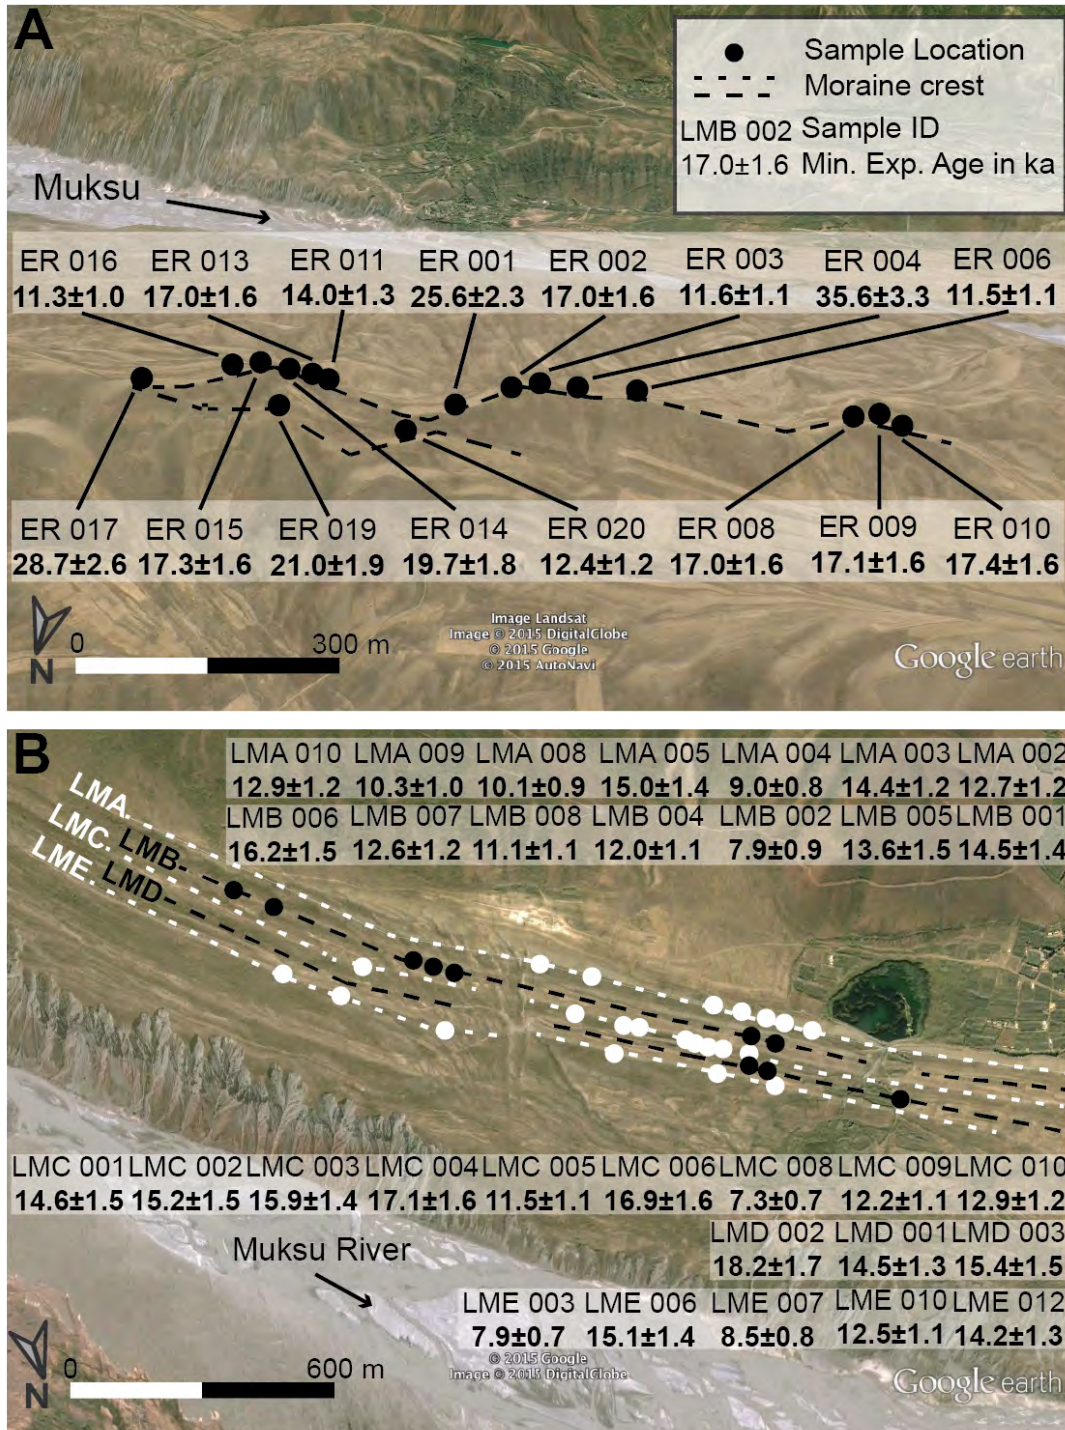 A
Sample Location
Moraine crest
LMB 002 Sample ID
17.0±1.6 Min. Exp. Age in ka
Muksu
ER 016 ER 013 ER 011 ER 001 ER 002 ER 003 ER 004 ER 006
11.3±1.0 17.0±1.6 14.0±1.3 25.6±2.3 17.0±1.6 11.6±1.1 35.6±3.3 11.5±1.1
ER 017 ER 015 ER 019 ER 014 ER 020 ER 008 ER 009 ER 010
28.7±2.6 17.3±1.6 21.0±1.9 19.7±1.8 12.4±1.2 17.0±1.6 17.1±1.6 17.4±1.6
Image Landsat
Image © 2015 DigitalGlobe
© 2015 Google
© 2015 AutoNavi
0 300 m
N
Google earth
B
LMA 010 LMA 009 LMA 008 LMA 005 LMA 004 LMA 003 LMA 002
12.9±1.2 10.3±1.0 10.1±0.9 15.0±1.4 9.0±0.8 14.4±1.2 12.7±1.2
LMB 006 LMB 007 LMB 008 LMB 004 LMB 002 LMB 005 LMB 001
16.2±1.5 12.6±1.2 11.1±1.1 12.0±1.1 7.9±0.9 13.6±1.5 14.5±1.4
LMA
LMB
LMC
LMD
LME
LMC 001 LMC 002 LMC 003 LMC 004 LMC 005 LMC 006 LMC 008 LMC 009 LMC 010
14.6±1.5 15.2±1.5 15.9±1.4 17.1±1.6 11.5±1.1 16.9±1.6 7.3±0.7 12.2±1.1 12.9±1.2
LMD 002 LMD 001 LMD 003
18.2±1.7 14.5±1.3 15.4±1.5
Muksu River
LME 003 LME 006 LME 007 LME 010 LME 012
7.9±0.7 15.1±1.4 8.5±0.8 12.5±1.1 14.2±1.3
© 2015 Google
Image © 2015 DigitalGlobe
0 600 m
N
Google earth